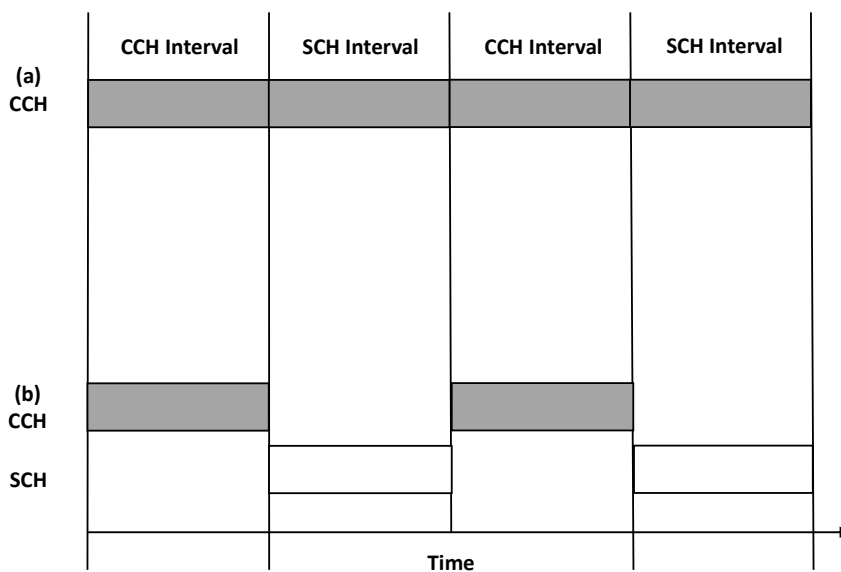 CCH Interval SCH Interval CCH Interval SCH Interval
(a)
CCH
(b)
CCH
SCH
Time